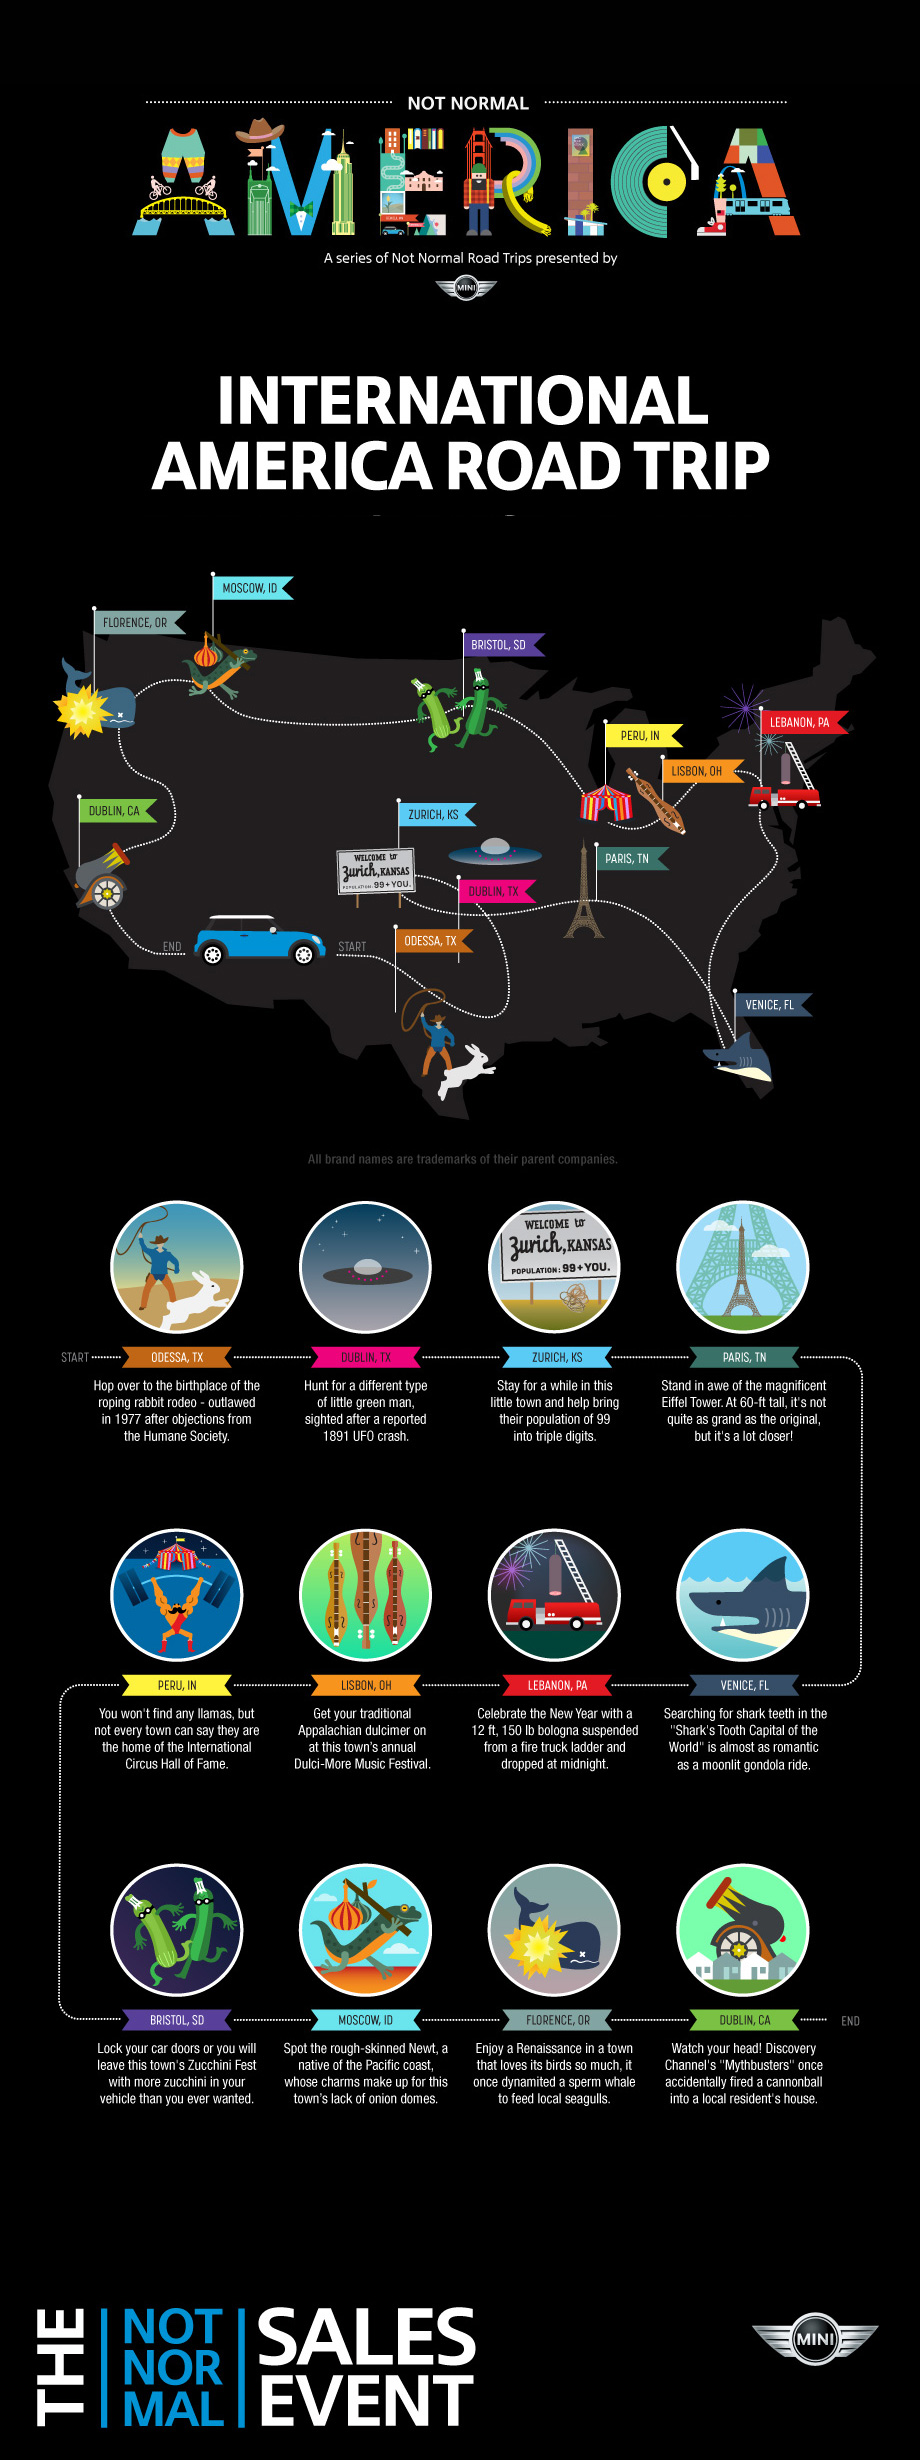 NOT NORMAL
AMERICA
A series of Not Normal Road Trips presented by
MINI
INTERNATIONAL
AMERICA ROAD TRIP
MOSCOW, ID
FLORENCE, OR
BRISTOL, SD
LEBANON, PA
PERU, IN
LISBON, OH
DUBLIN, CA
ZURICH, KS
WELCOME to
Zurich, KANSAS
POPULATION: 99 + YOU.
PARIS, TN
DUBLIN, TX
ODESSA, TX
END
START
VENICE, FL
All brand names are trademarks of their parent companies.
WELCOME to
Zurich, KANSAS
POPULATION: 99 + YOU.
START
ODESSA, TX
Hop over to the birthplace of the
roping rabbit rodeo - outlawed
in 1977 after objections from
the Humane Society.
DUBLIN, TX
Hunt for a different type
of little green man,
sighted after a reported
1891 UFO crash.
ZURICH, KS
Stay for a while in this
little town and help bring
their population of 99
into triple digits.
PARIS, TN
Stand in awe of the magnificent
Eiffel Tower. At 60-ft tall, it's not
quite as grand as the original,
but it's a lot closer!
PERU, IN
You won't find any llamas, but
not every town can say they are
the home of the International
Circus Hall of Fame.
LISBON, OH
Get your traditional
Appalachian dulcimer on
at this town's annual
Dulci-More Music Festival.
LEBANON, PA
Celebrate the New Year with a
12 ft, 150 lb bologna suspended
from a fire truck ladder and
dropped at midnight.
VENICE, FL
Searching for shark teeth in the
"Shark's Tooth Capital of the
World" is almost as romantic
as a moonlit gondola ride.
BRISTOL, SD
Lock your car doors or you will
leave this town's Zucchini Fest
with more zucchini in your
vehicle than you ever wanted.
MOSCOW, ID
Spot the rough-skinned Newt, a
native of the Pacific coast,
whose charms make up for this
town's lack of onion domes.
FLORENCE, OR
Enjoy a Renaissance in a town
that loves its birds so much, it
once dynamited a sperm whale
to feed local seagulls.
DUBLIN, CA
Watch your head! Discovery
Channel's "Mythbusters" once
accidentally fired a cannonball
into a local resident's house.
END
THE
NOT
NOR
MAL
SALES
EVENT
MINI